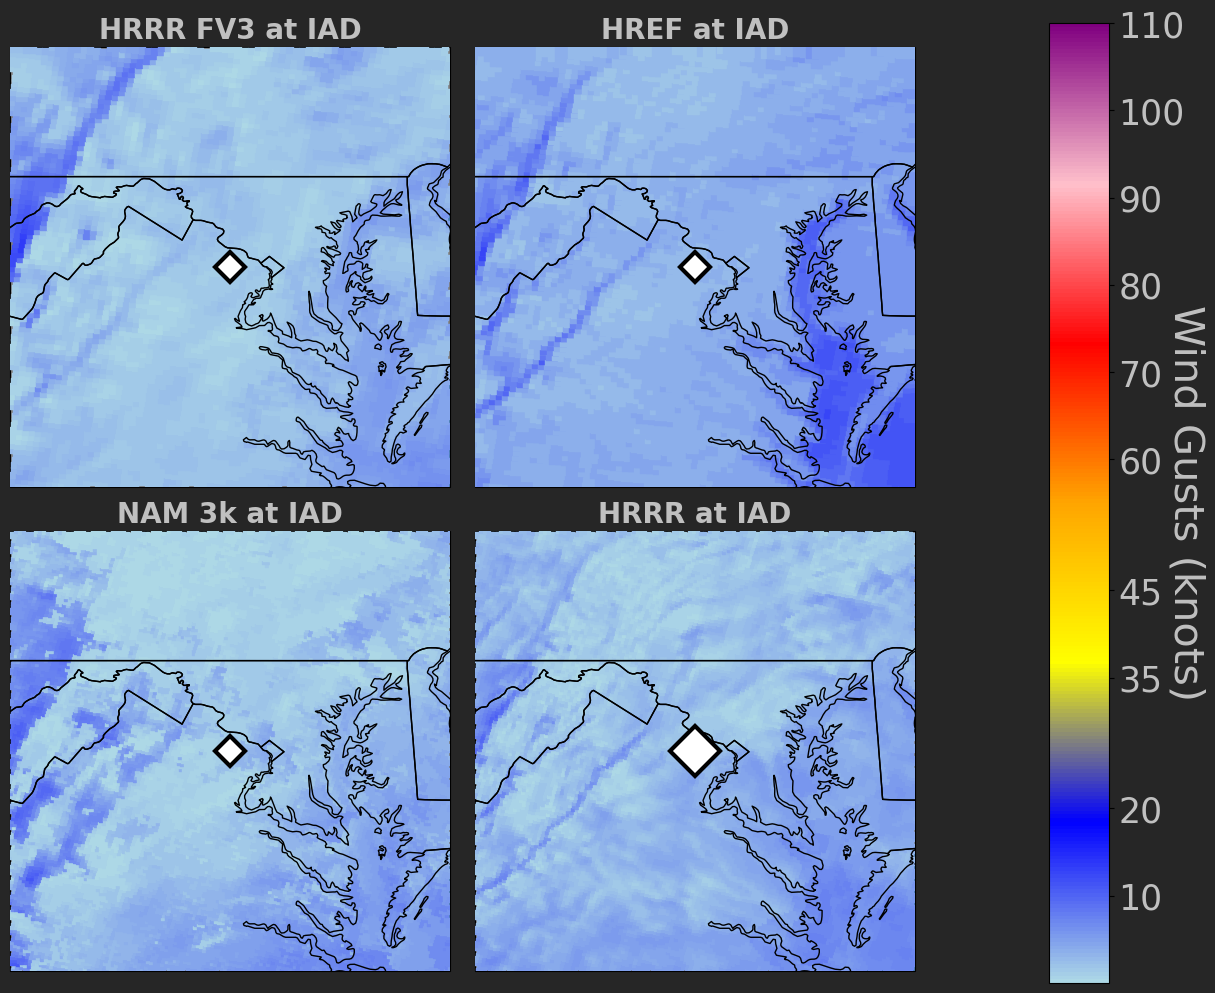 HRRR FV3 at IAD
HREF at IAD
NAM 3k at IAD
HRRR at IAD
110
100
90
80
70
60
45
35
20
10
Wind Gusts (knots)